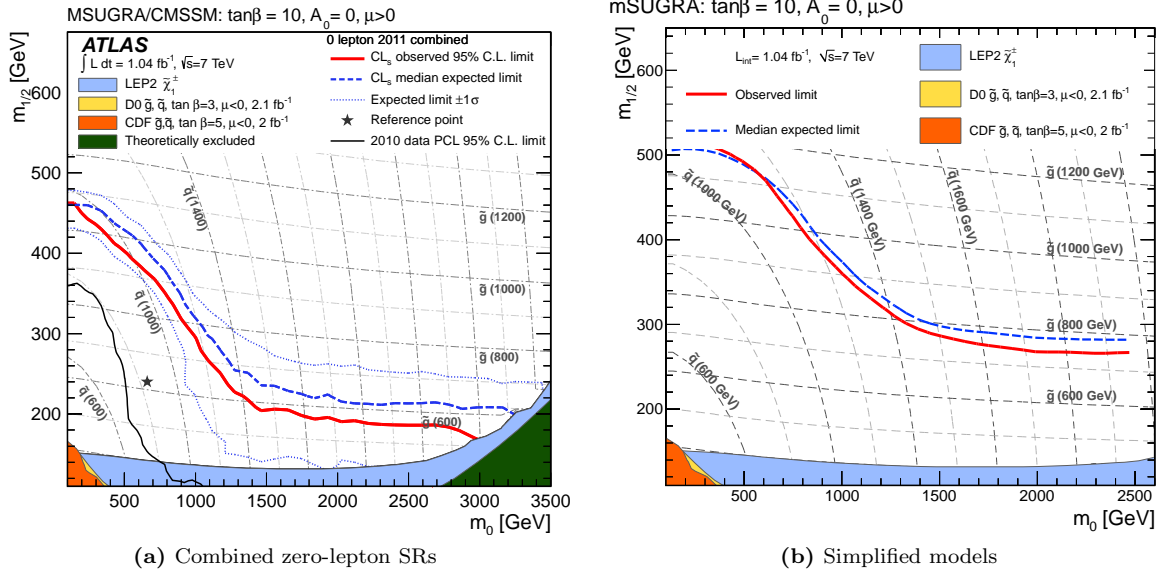 MSUGRA/CMSSM: tanβ = 10, A₀= 0, μ>0
ATLAS
∫ L dt = 1.04 fb⁻¹, √s=7 TeV
LEP2 χ̃₁±
D0 g̃, q̃, tan β=3, μ<0, 2.1 fb⁻¹
CDF g̃,q̃, tan β=5, μ<0, 2 fb⁻¹
Theoretically excluded
0 lepton 2011 combined
CLₛ observed 95% C.L. limit
CLₛ median expected limit
Expected limit ±1σ
Reference point
2010 data PCL 95% C.L. limit
m₁/₂ [GeV]
600
500
400
300
200
q̃ (1400)
q̃ (1000)
q̃ (600)
g̃ (1200)
g̃ (1000)
g̃ (800)
g̃ (600)
500 1000 1500 2000 2500 3000 3500
m₀ [GeV]
(a) Combined zero-lepton SRs
mSUGRA: tanβ = 10, A₀= 0, μ>0
Lᵢₙₜ= 1.04 fb⁻¹, √s=7 TeV
Observed limit
Median expected limit
LEP2 χ̃₁±
D0 g̃, q̃, tanβ=3, μ<0, 2.1 fb⁻¹
CDF g̃, q̃, tanβ=5, μ<0, 2 fb⁻¹
m₁/₂ [GeV]
600
500
400
300
200
q̃ (1000 GeV)
q̃ (1400 GeV)
q̃ (1600 GeV)
q̃ (600 GeV)
g̃ (1200 GeV)
g̃ (1000 GeV)
g̃ (800 GeV)
g̃ (600 GeV)
500 1000 1500 2000 2500
m₀ [GeV]
(b) Simplified models